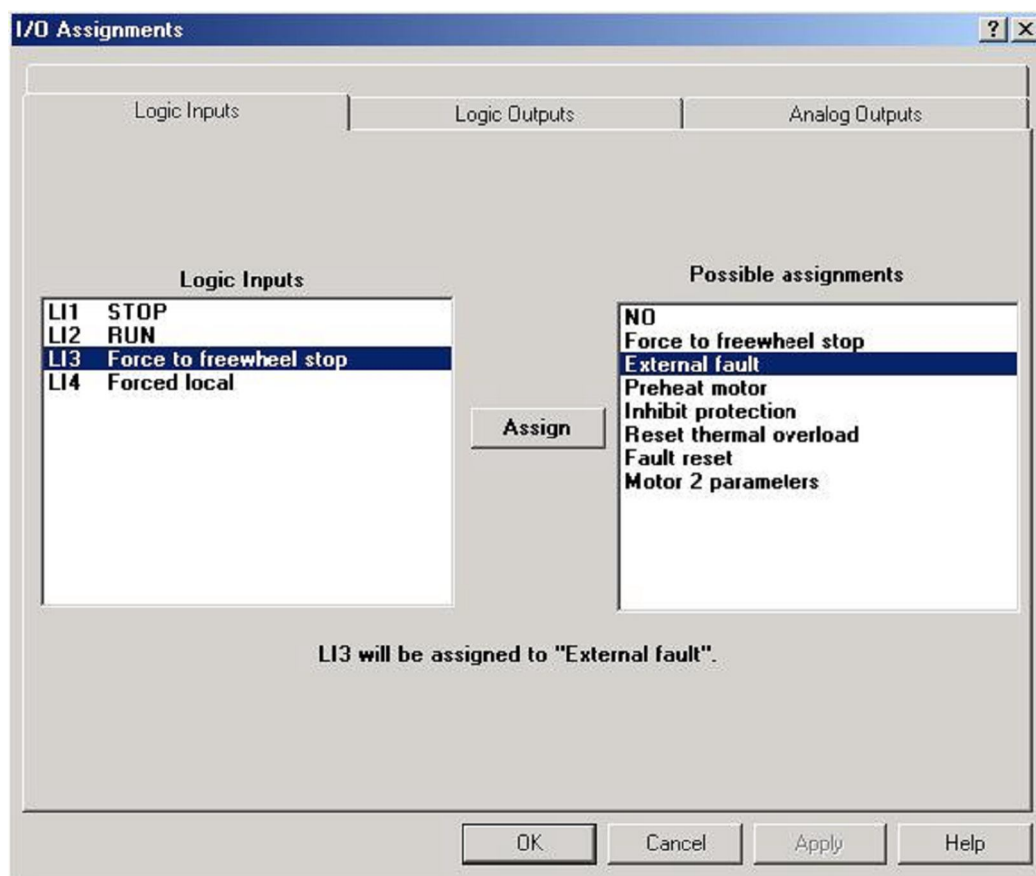 I/O Assignments
Logic Inputs
Logic Outputs
Analog Outputs
Logic Inputs
LI1 STOP
LI2 RUN
LI3 Force to freewheel stop
LI4 Forced local
Assign
Possible assignments
NO
Force to freewheel stop
External fault
Preheat motor
Inhibit protection
Reset thermal overload
Fault reset
Motor 2 parameters
LI3 will be assigned to "External fault".
OK
Cancel
Apply
Help